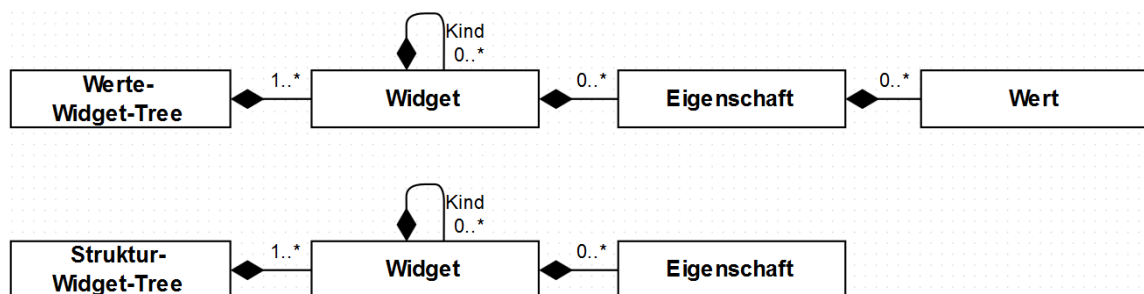 Kind
0..*
Werte-
Widget-Tree
1..*
Widget
0..*
Eigenschaft
0..*
Wert
Kind
0..*
Struktur-
Widget-Tree
1..*
Widget
0..*
Eigenschaft